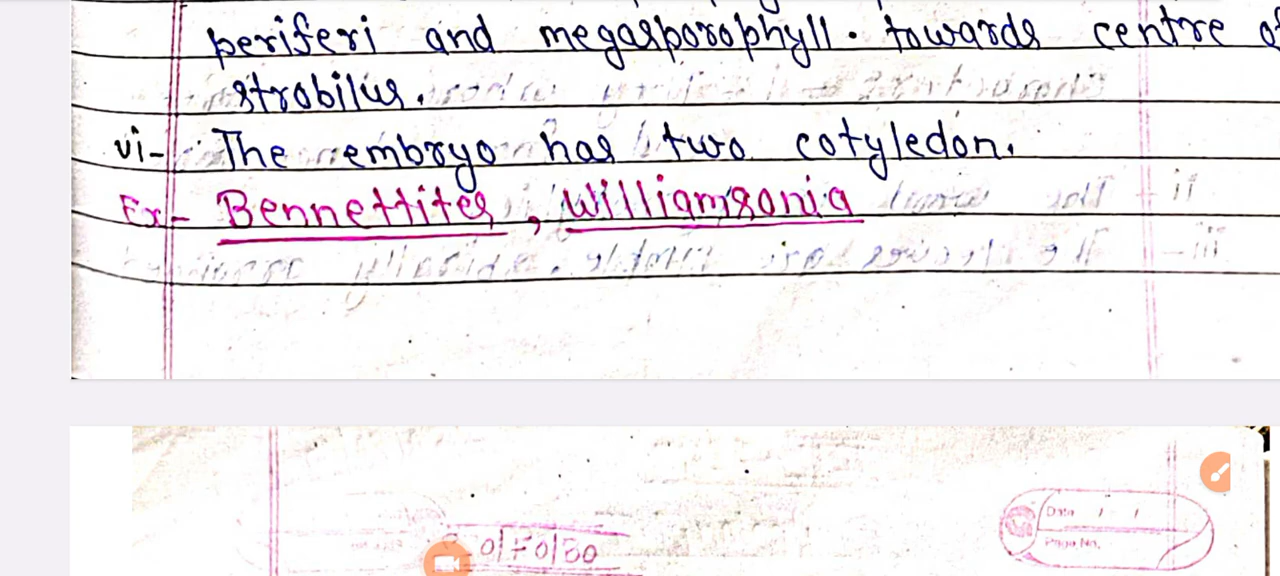 periferi and megasporophyll. towards centre of
strobilus.
vi- The embryo has two cotyledon.
Ex- Bennettites, Williamsonia
Date / /
Page No.